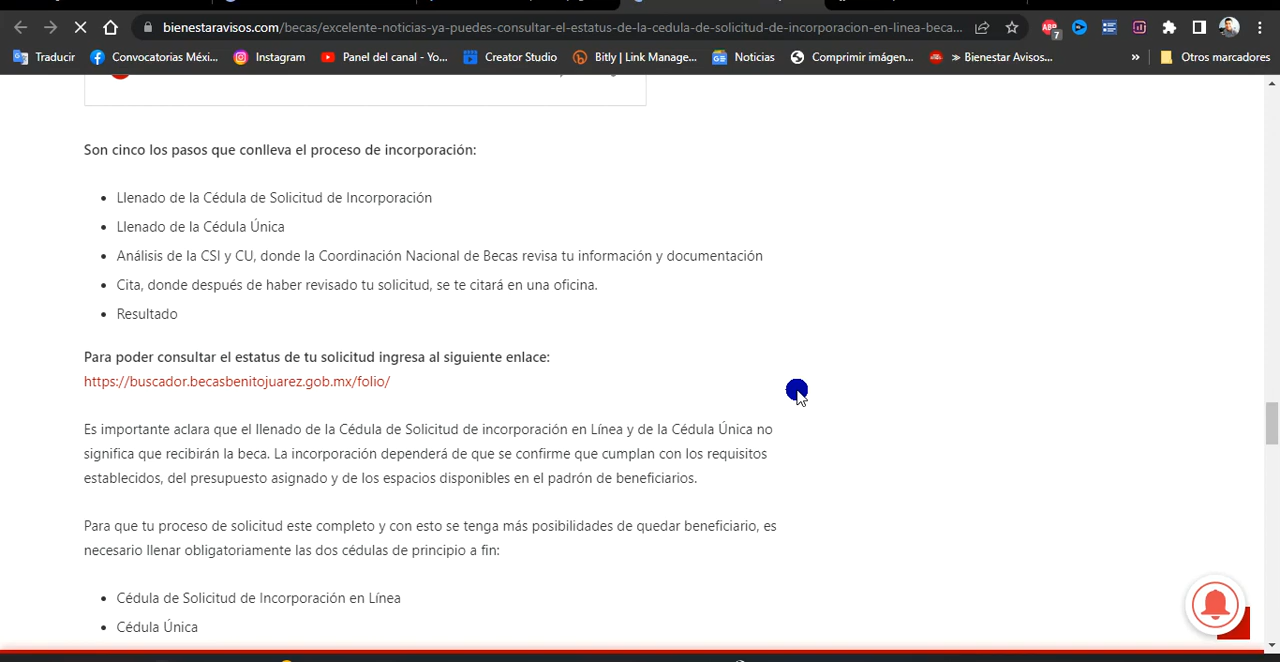 bienestaravisos.com/becas/excelente-noticias-ya-puedes-consultar-el-estatus-de-la-cedula-de-solicitud-de-incorporacion-en-linea-beca...
7
Traducir
Convocatorias Méxi...
Instagram
Panel del canal - Yo...
Creator Studio
Bitly | Link Manage...
Noticias
Comprimir imágen...
≫ Bienestar Avisos...
»
Otros marcadores
Son cinco los pasos que conlleva el proceso de incorporación:
• Llenado de la Cédula de Solicitud de Incorporación
• Llenado de la Cédula Única
• Análisis de la CSI y CU, donde la Coordinación Nacional de Becas revisa tu información y documentación
• Cita, donde después de haber revisado tu solicitud, se te citará en una oficina.
• Resultado
Para poder consultar el estatus de tu solicitud ingresa al siguiente enlace:
https://buscador.becasbenitojuarez.gob.mx/folio/
Es importante aclara que el llenado de la Cédula de Solicitud de incorporación en Línea y de la Cédula Única no
significa que recibirán la beca. La incorporación dependerá de que se confirme que cumplan con los requisitos
establecidos, del presupuesto asignado y de los espacios disponibles en el padrón de beneficiarios.
Para que tu proceso de solicitud este completo y con esto se tenga más posibilidades de quedar beneficiario, es
necesario llenar obligatoriamente las dos cédulas de principio a fin:
• Cédula de Solicitud de Incorporación en Línea
• Cédula Única